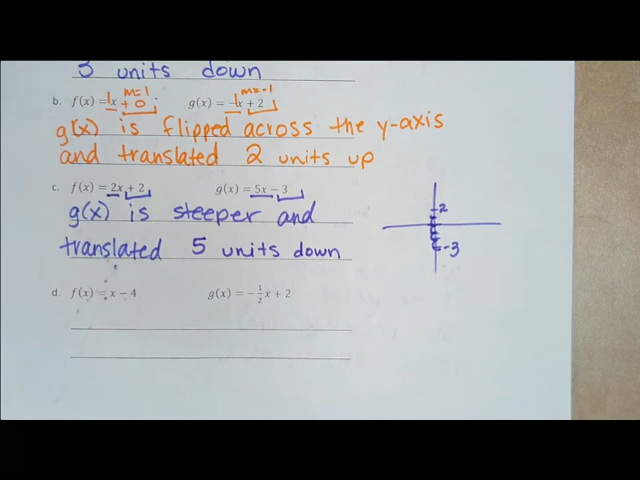 3 units down
m=1 m=-1
b. f(x) = 1x + 0 g(x) = -1x + 2
g(x) is flipped across the y-axis
and translated 2 units up
c. f(x) = 2x + 2 g(x) = 5x - 3
g(x) is steeper and
translated 5 units down
2
-3
d. f(x) = x - 4 g(x) = -1/2x + 2